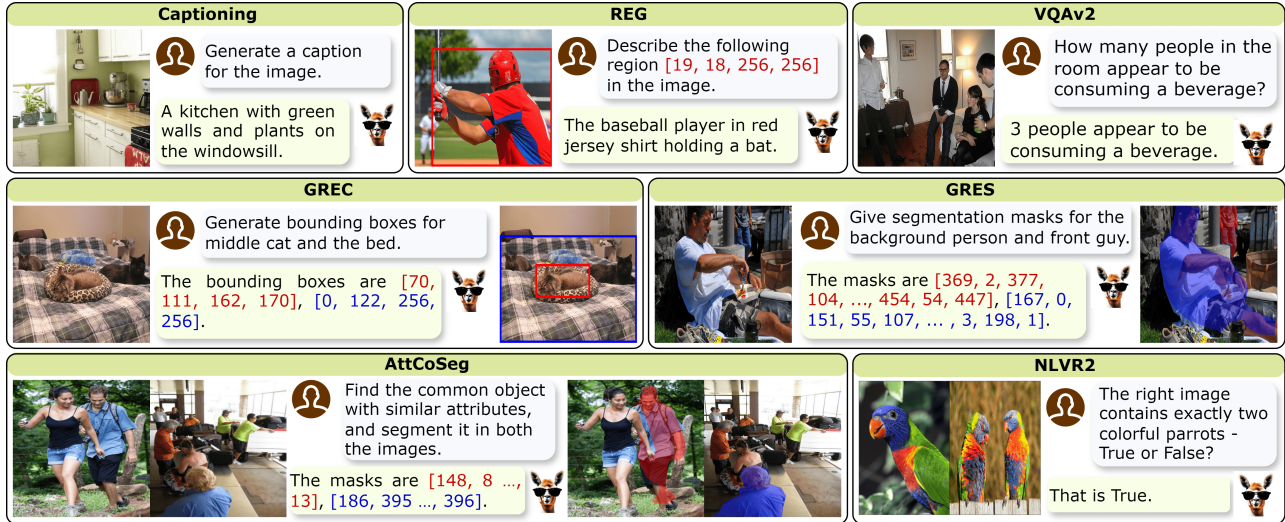 Captioning
Generate a caption
for the image.
A kitchen with green
walls and plants on
the windowsill.
REG
Describe the following
region [19, 18, 256, 256]
in the image.
The baseball player in red
jersey shirt holding a bat.
VQAv2
How many people in the
room appear to be
consuming a beverage?
3 people appear to be
consuming a beverage.
GREC
Generate bounding boxes for
middle cat and the bed.
The bounding boxes are [70,
111, 162, 170], [0, 122, 256,
256].
GRES
Give segmentation masks for the
background person and front guy.
The masks are [369, 2, 377,
104, ..., 454, 54, 447], [167, 0,
151, 55, 107, ... , 3, 198, 1].
AttCoSeg
Find the common object
with similar attributes,
and segment it in both
the images.
The masks are [148, 8 ...,
13], [186, 395 ..., 396].
NLVR2
The right image
contains exactly two
colorful parrots -
True or False?
That is True.